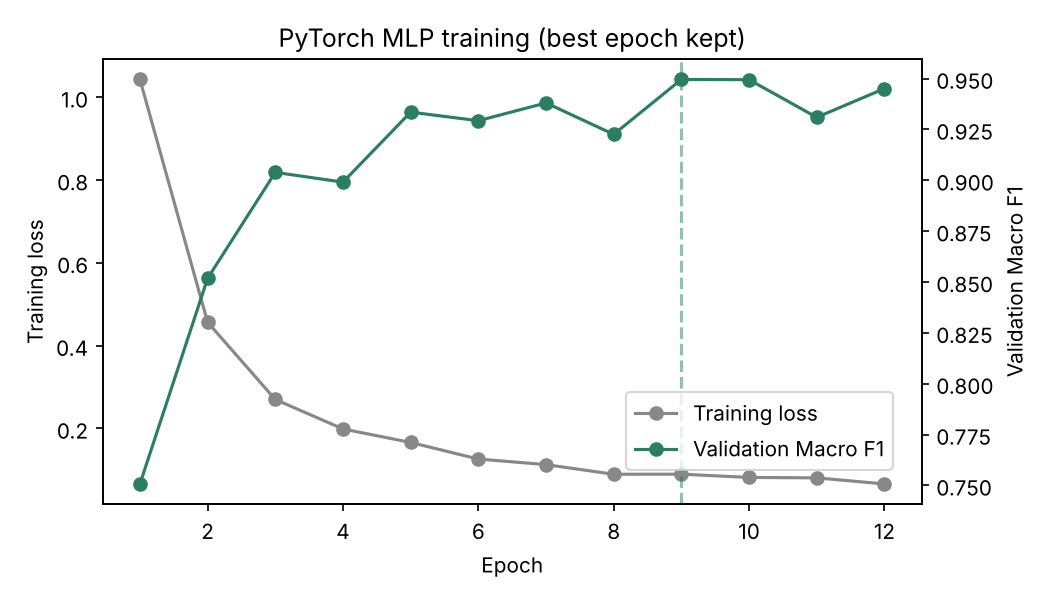 PyTorch MLP training (best epoch kept)
Training loss
1.0
0.8
0.6
0.4
0.2
0.950
0.925
0.900
0.875
0.850
0.825
0.800
0.775
0.750
Validation Macro F1
Training loss
Validation Macro F1
2 4 6 8 10 12
Epoch